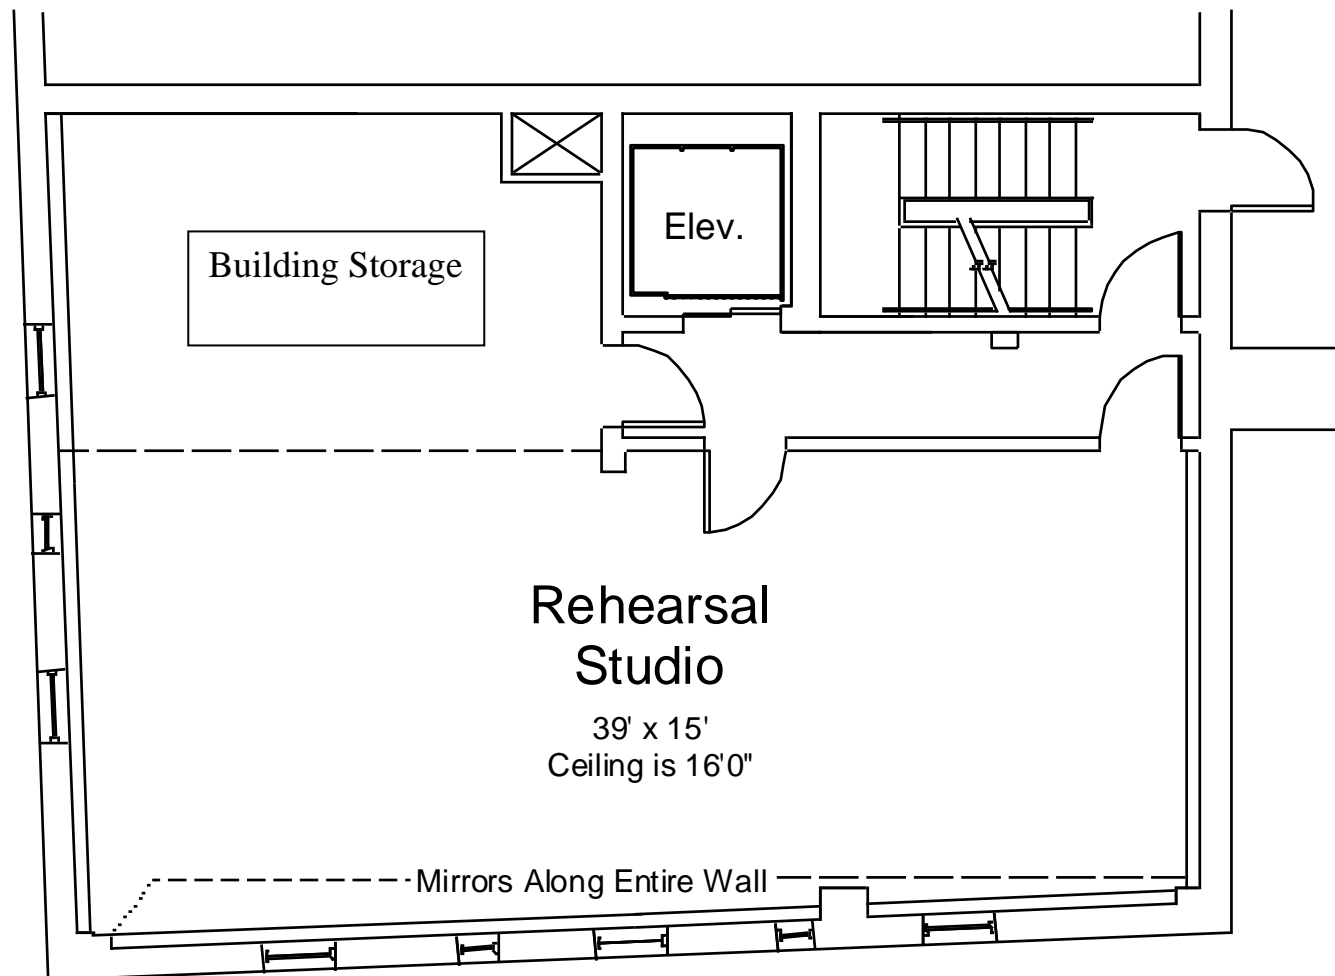 Elev.
Building Storage
Rehearsal
Studio
39' x 15'
Ceiling is 16'0"
Mirrors Along Entire Wall